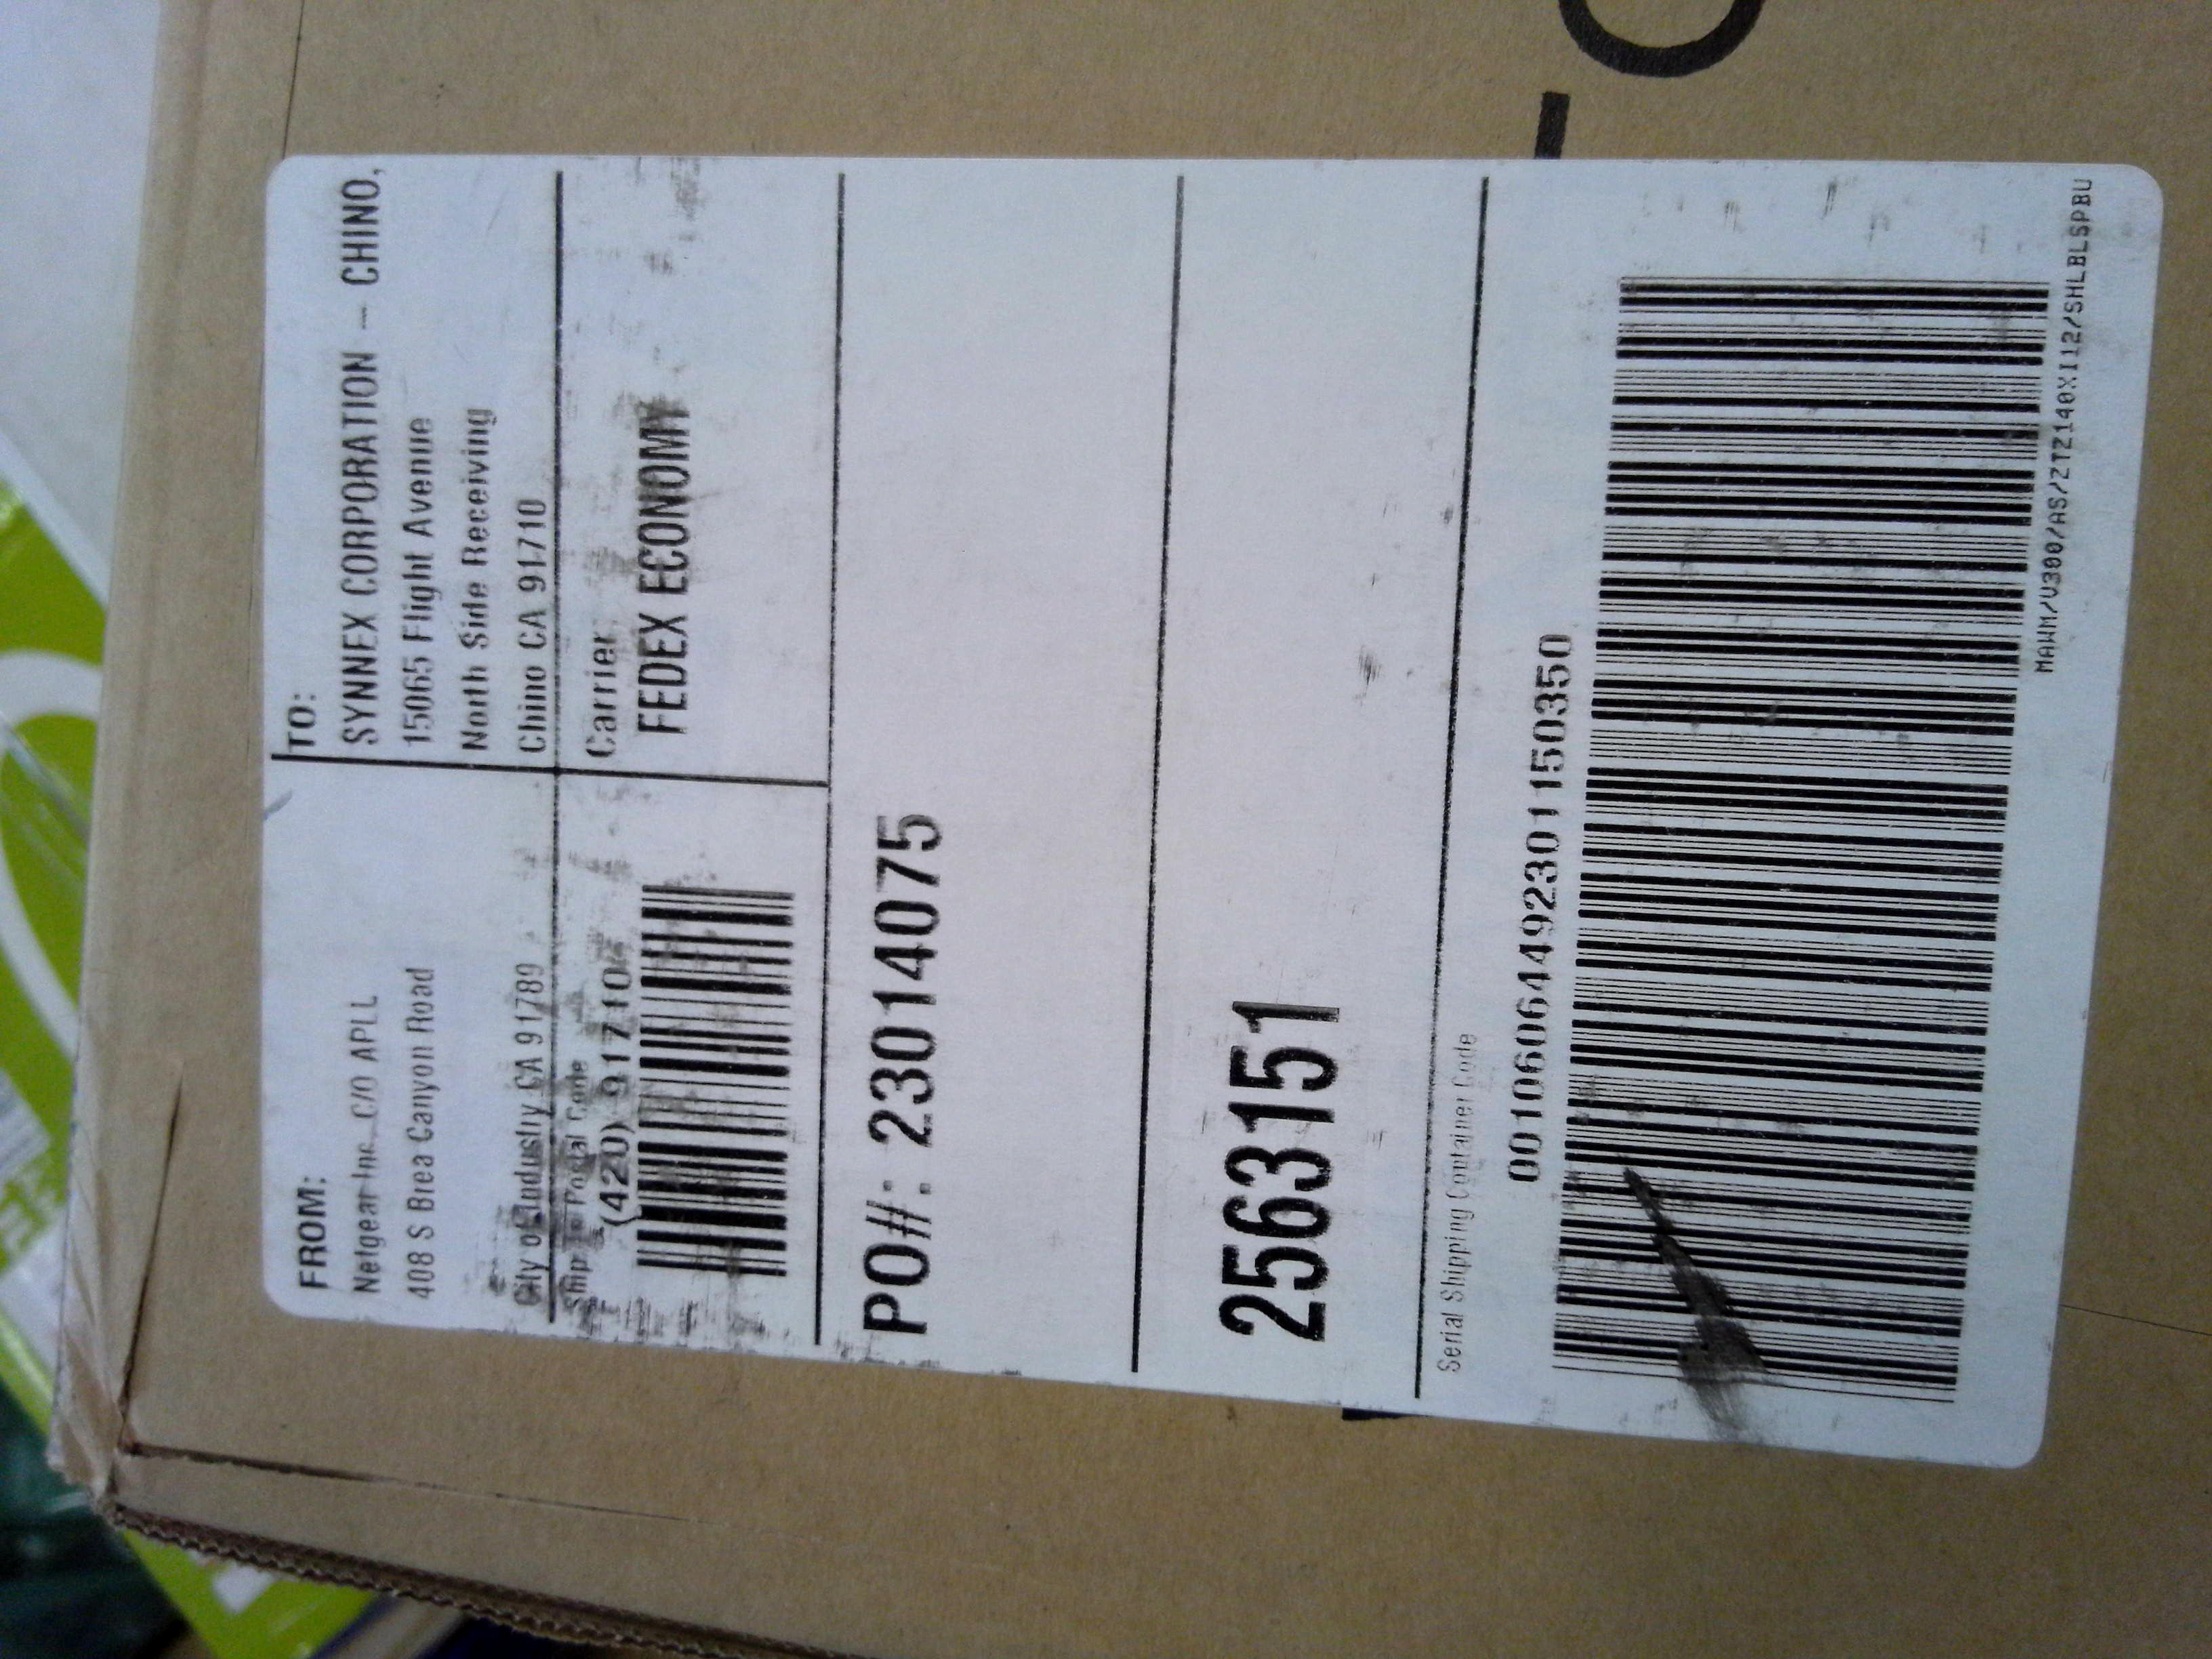 FROM:
Netgear Inc. C/O APLL
408 S Brea Canyon Road
City of Industry CA 91789
TO:
SYNNEX CORPORATION - CHINO,
15065 Flight Avenue
North Side Receiving
Chino CA 91710
Ship To Postal Code
(420) 91710
Carrier
FEDEX ECONOMY
PO#: 23014075
2563151
Serial Shipping Container Code
00106064492301150350
MAWM/V300/AS/ZTZ140XI12/SHLBLSPBU